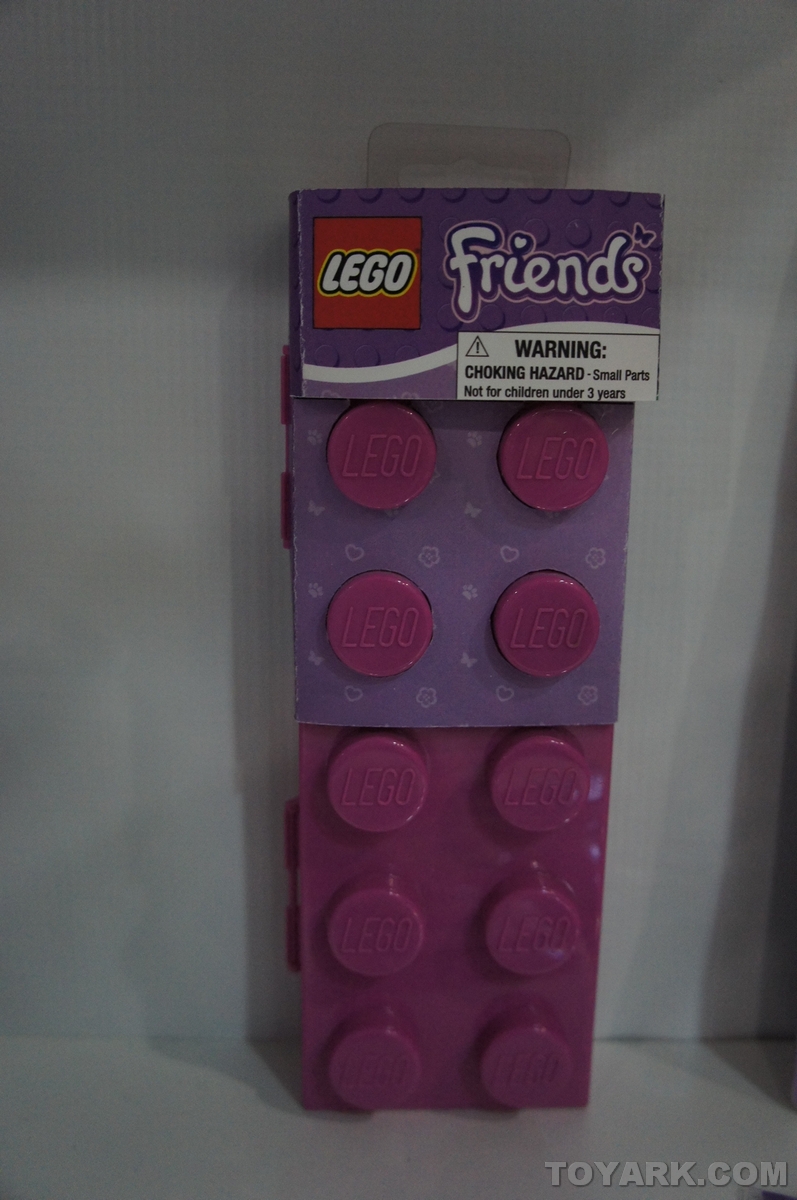 LEGO Friends
WARNING:
CHOKING HAZARD - Small Parts
Not for children under 3 years
LEGO LEGO
LEGO LEGO
LEGO LEGO
LEGO LEGO
LEGO LEGO
TOYARK.COM